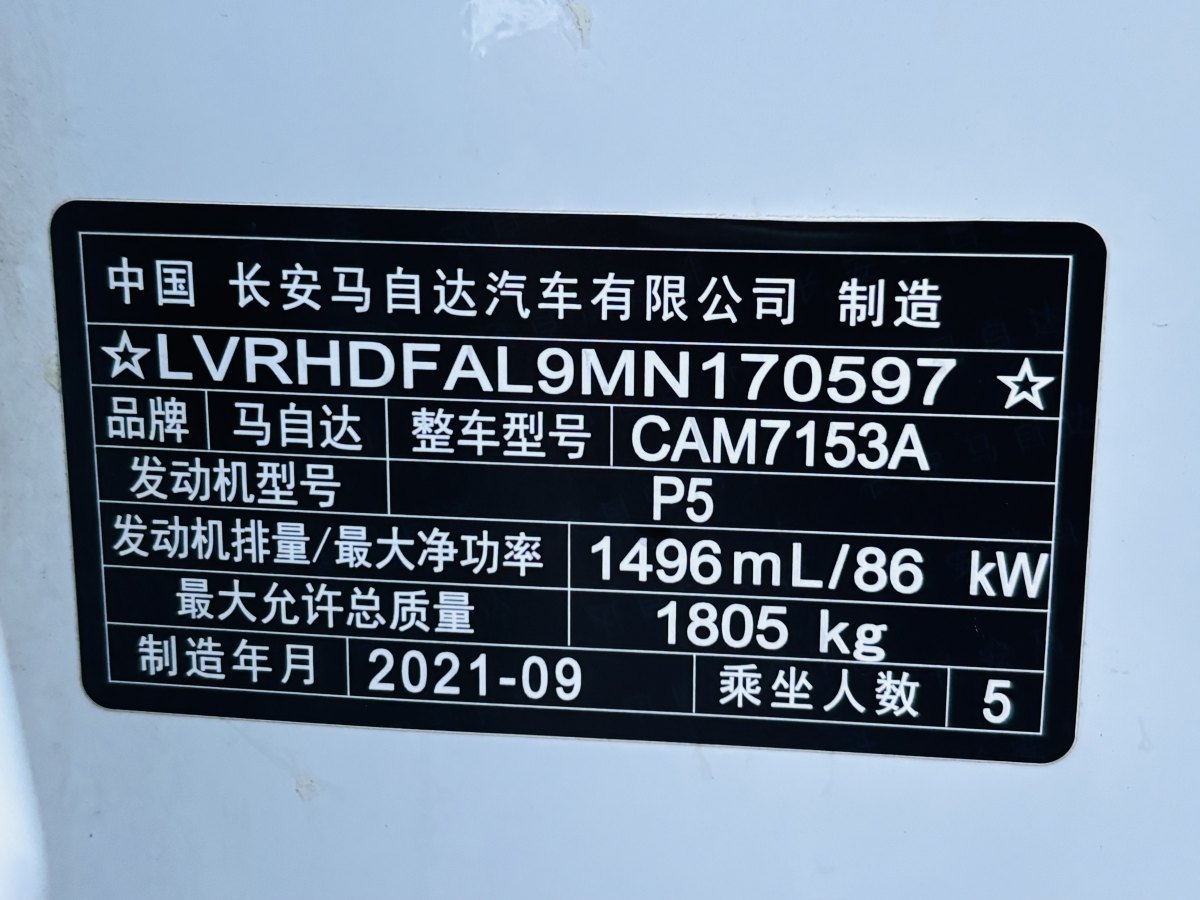 中国 长安马自达汽车有限公司 制造
☆LVRHDFAL9MN170597☆
品牌 马自达 整车型号 CAM7153A
发动机型号 P5
发动机排量/最大净功率 1496mL/86 kW
最大允许总质量 1805 kg
制造年月 2021-09 乘坐人数 5